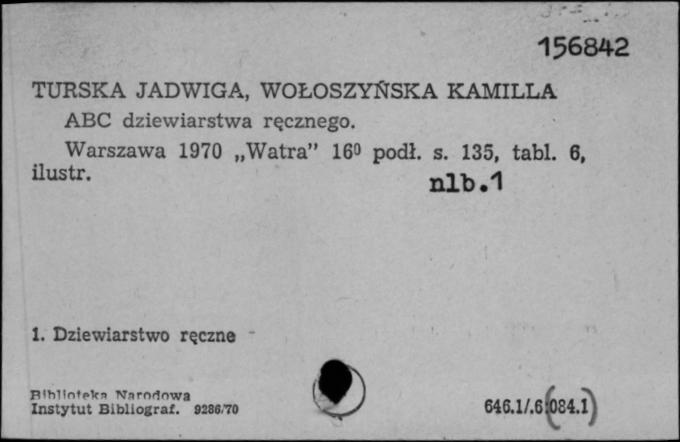 156842
TURSKA JADWIGA, WOŁOSZYŃSKA KAMILLA
ABC dziewiarstwa ręcznego.
Warszawa 1970 „Watra” 16⁰ podł. s. 135, tabl. 6,
ilustr. nlb.1
1. Dziewiarstwo ręczne
Biblioteka Narodowa
Instytut Bibliograf. 9286/70 646.1/.6(084.1)